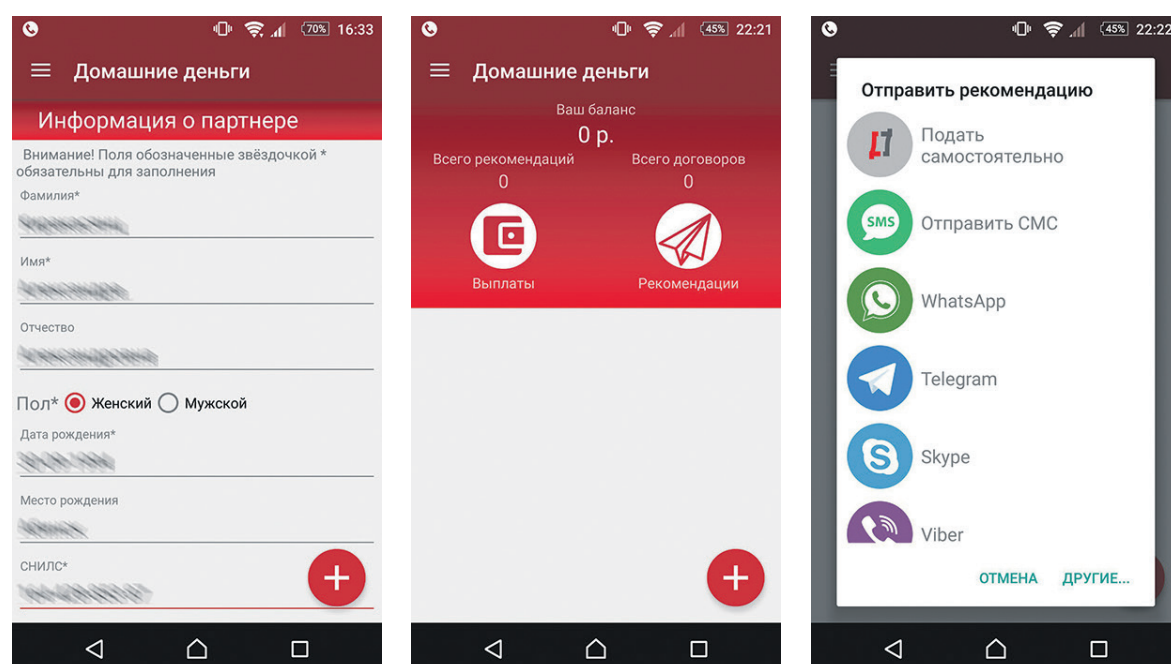 70% 16:33
Домашние деньги
Информация о партнере
Внимание! Поля обозначенные звёздочкой *
обязательны для заполнения
Фамилия*
Имя*
Отчество
Пол* Женский Мужской
Дата рождения*
Место рождения
СНИЛС*
45% 22:21
Домашние деньги
Ваш баланс
0 р.
Всего рекомендаций Всего договоров
0 0
Выплаты Рекомендации
45% 22:22
Отправить рекомендацию
Подать
самостоятельно
SMS Отправить СМС
WhatsApp
Telegram
Skype
Viber
ОТМЕНА ДРУГИЕ...